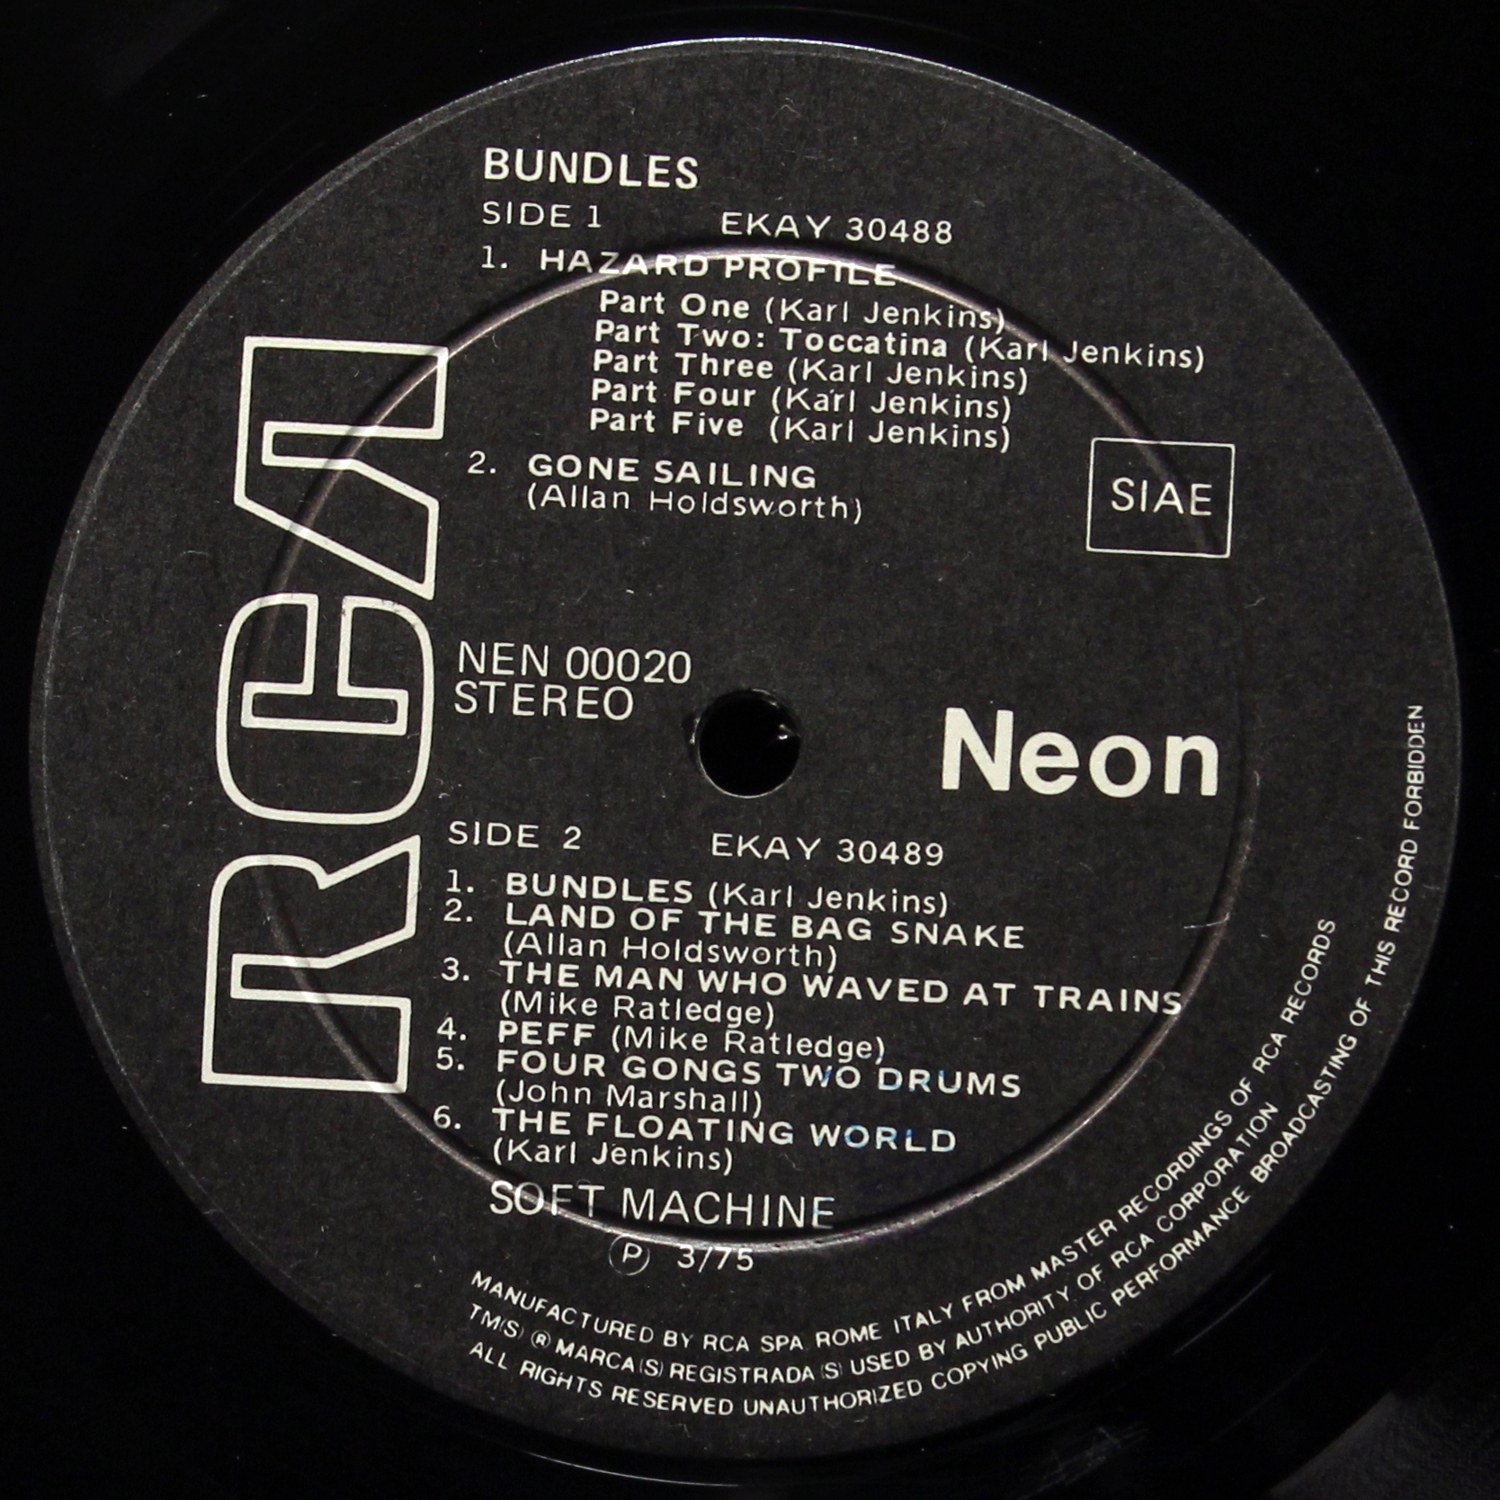 BUNDLES
SIDE 1 EKAY 30488
1. HAZARD PROFILE
Part One (Karl Jenkins)
Part Two: Toccatina (Karl Jenkins)
Part Three (Karl Jenkins)
Part Four (Karl Jenkins)
Part Five (Karl Jenkins)
2. GONE SAILING
(Allan Holdsworth)
SIAE
RCA
NEN 00020
STEREO
Neon
SIDE 2 EKAY 30489
1. BUNDLES (Karl Jenkins)
2. LAND OF THE BAG SNAKE
(Allan Holdsworth)
3. THE MAN WHO WAVED AT TRAINS
(Mike Ratledge)
4. PEFF (Mike Ratledge)
5. FOUR GONGS TWO DRUMS
(John Marshall)
6. THE FLOATING WORLD
(Karl Jenkins)
SOFT MACHINE
Ⓟ 3/75
MANUFACTURED BY RCA SPA ROME ITALY FROM MASTER RECORDINGS OF RCA RECORDS
TM(S) ® MARCA(S) REGISTRADA(S) USED BY AUTHORITY OF RCA CORPORATION
ALL RIGHTS RESERVED UNAUTHORIZED COPYING PUBLIC PERFORMANCE BROADCASTING OF THIS RECORD FORBIDDEN